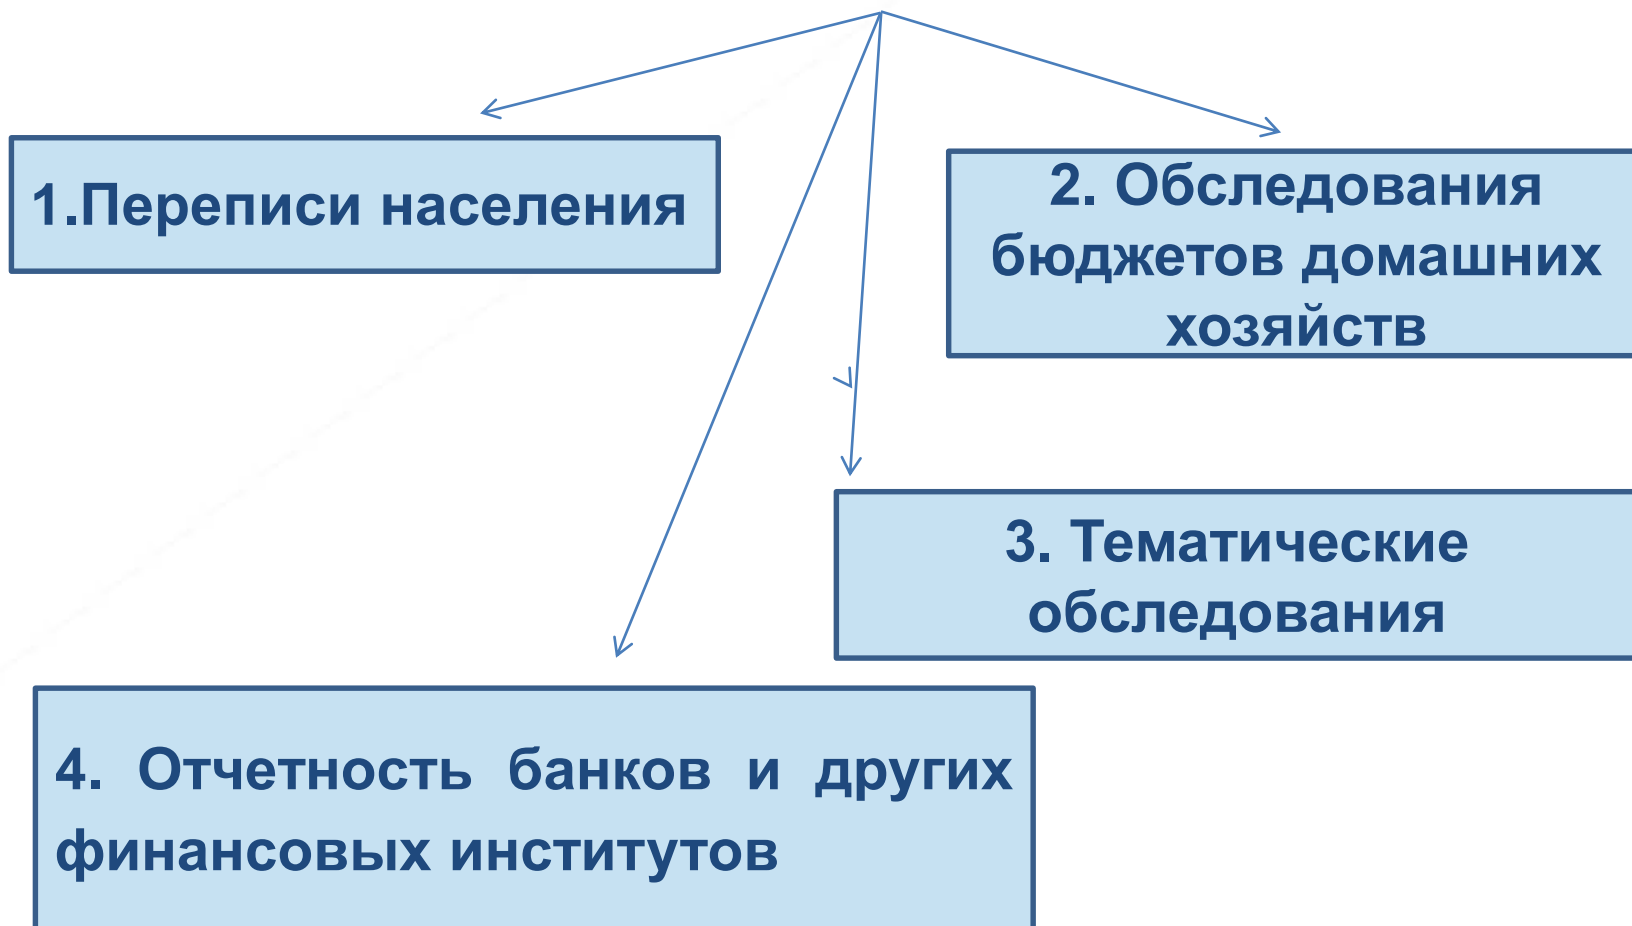 1.Переписи населения
2. Обследования
бюджетов домашних
хозяйств
3. Тематические
обследования
4. Отчетность банков и других
финансовых институтов